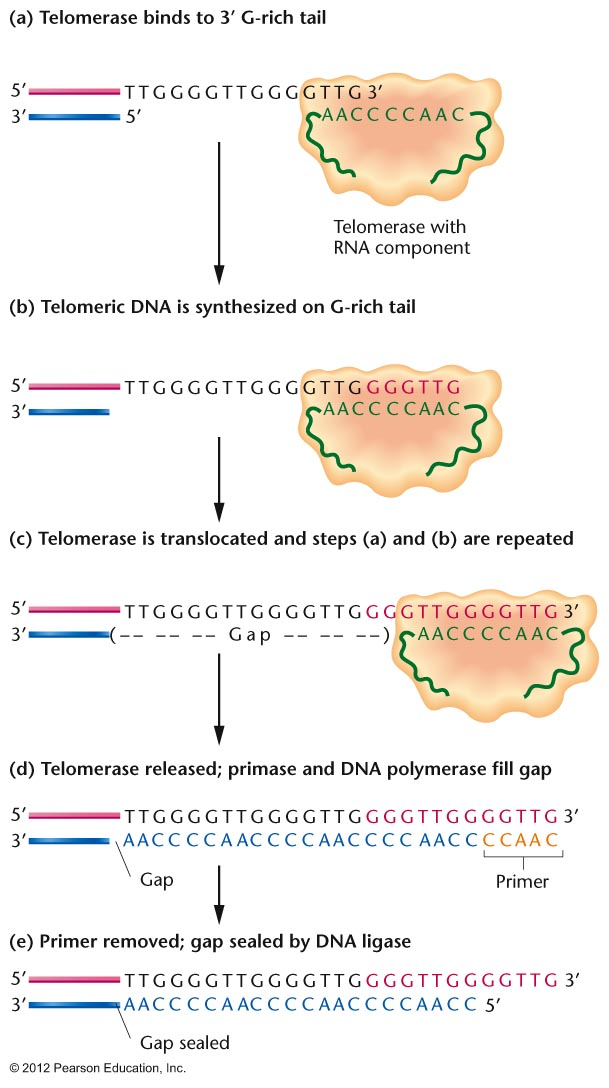 (a) Telomerase binds to 3′ G-rich tail
5′ TTGGGGTTGGGGTTG 3′
3′ 5′ AACCCCAAC
Telomerase with
RNA component
(b) Telomeric DNA is synthesized on G-rich tail
5′ TTGGGGTTGGGGTTGGGGTTG
3′ AACCCCAAC
(c) Telomerase is translocated and steps (a) and (b) are repeated
5′ TTGGGGTTGGGGTTGGGGTTGGGGTTG 3′
3′ (– – – – – – Gap – – – – – –) AACCCCAAC
(d) Telomerase released; primase and DNA polymerase fill gap
5′ TTGGGGTTGGGGTTGGGGTTGGGGTTG 3′
3′ AACCCCAACCCCAACCCCAACCCCAAC
Gap Primer
(e) Primer removed; gap sealed by DNA ligase
5′ TTGGGGTTGGGGTTGGGGTTGGGGTTG 3′
3′ AACCCCAACCCCAACCCCAACC 5′
Gap sealed
© 2012 Pearson Education, Inc.